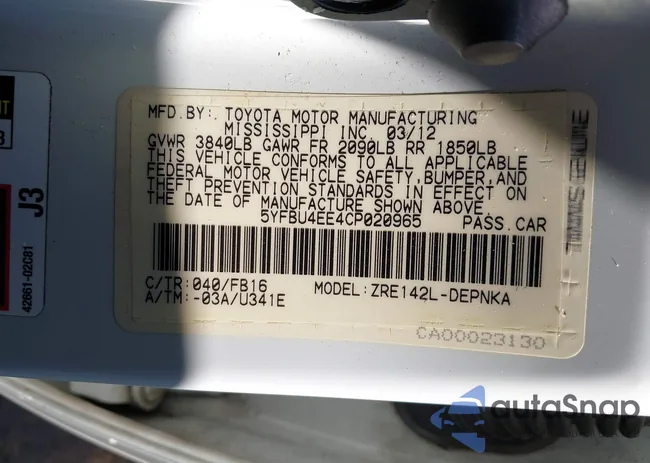 MFD.BY: TOYOTA MOTOR MANUFACTURING
MISSISSIPPI INC 03/12
GVWR 3840LB GAWR FR 2090LB RR 1850LB
THIS VEHICLE CONFORMS TO ALL APPLICABLE
FEDERAL MOTOR VEHICLE SAFETY, BUMPER, AND
THEFT PREVENTION STANDARDS IN EFFECT ON
THE DATE OF MANUFACTURE SHOWN ABOVE.
5YFBU4EE4CP020965 PASS.CAR
C/TR:040/FB16 MODEL:ZRE142L-DEPNKA
A/TM:-03A/U341E
CA00023130
J3
42661-02C81
autoSnap